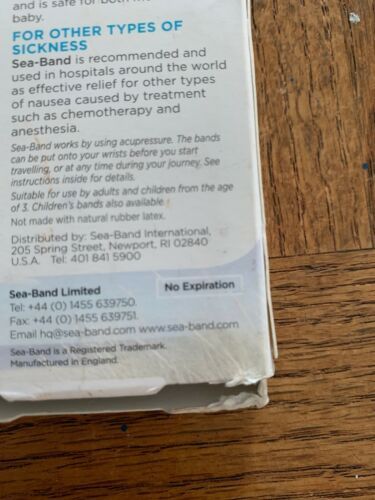 and is safe for both
baby.
FOR OTHER TYPES OF
SICKNESS
Sea-Band is recommended and
used in hospitals around the world
as effective relief for other types
of nausea caused by treatment
such as chemotherapy and
anesthesia.
Sea-Band works by using acupressure. The bands
can be put onto your wrists before you start
travelling, or at any time during your journey. See
instructions inside for details.
Suitable for use by adults and children from the age
of 3. Children's bands also available
Not made with natural rubber latex.
Distributed by: Sea-Band International,
205 Spring Street, Newport, RI 02840
U.S.A. Tel: 401 841 5900
No Expiration
Sea-Band Limited
Tel: +44 (0) 1455 639750.
Fax: +44 (0) 1455 639751.
Email hq@sea-band.com www.sea-band.com
Sea-Band is a Registered Trademark.
Manufactured in England.